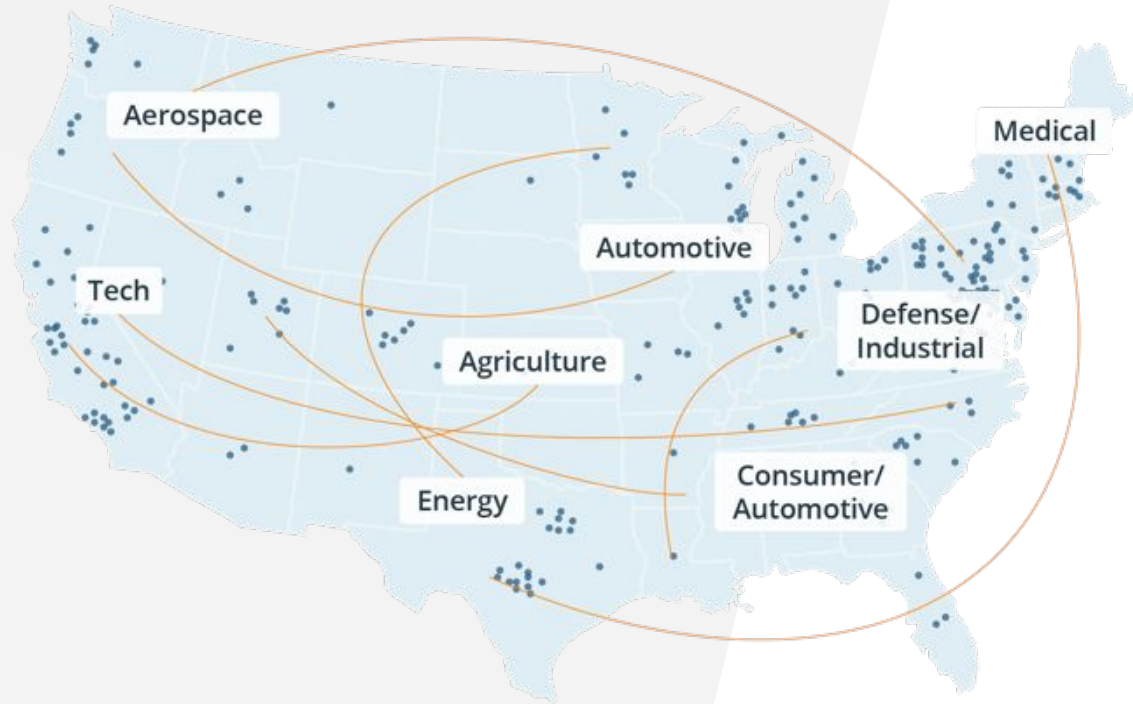 Aerospace
Medical
Automotive
Tech
Defense/
Industrial
Agriculture
Consumer/
Automotive
Energy